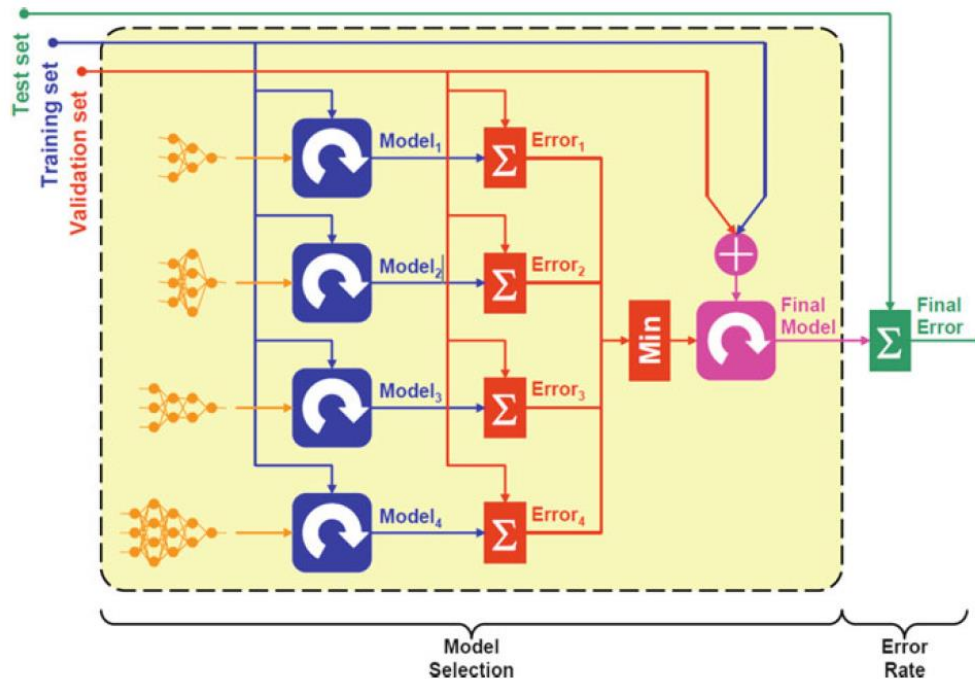 Test set
Training set
Validation set
Model1
Error1
Σ
Model2
Error2
Σ
Final
Model
Final
Error
Min
Σ
Model3
Error3
Σ
Model4
Error4
Σ
Model
Selection
Error
Rate